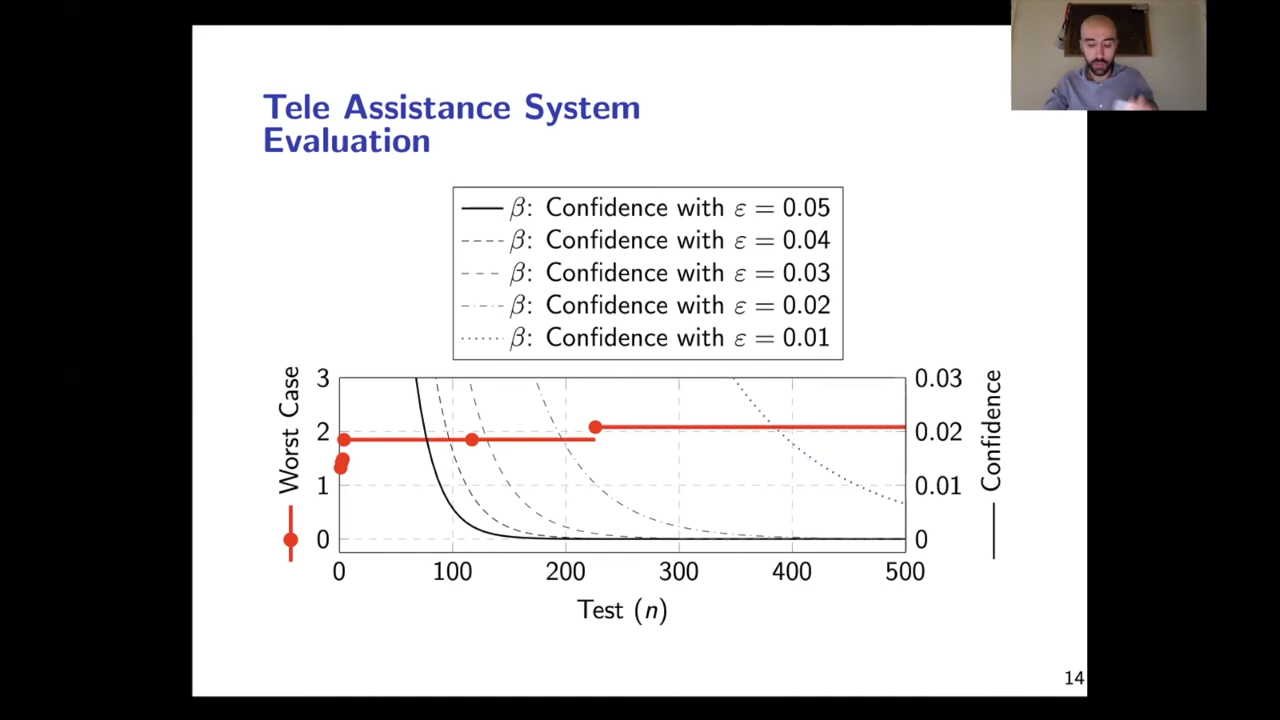 Tele Assistance System
Evaluation
β: Confidence with ε = 0.05
β: Confidence with ε = 0.04
β: Confidence with ε = 0.03
β: Confidence with ε = 0.02
β: Confidence with ε = 0.01
Worst Case
3
2
1
0
0.03
0.02
0.01
0
Confidence
0 100 200 300 400 500
Test (n)
14